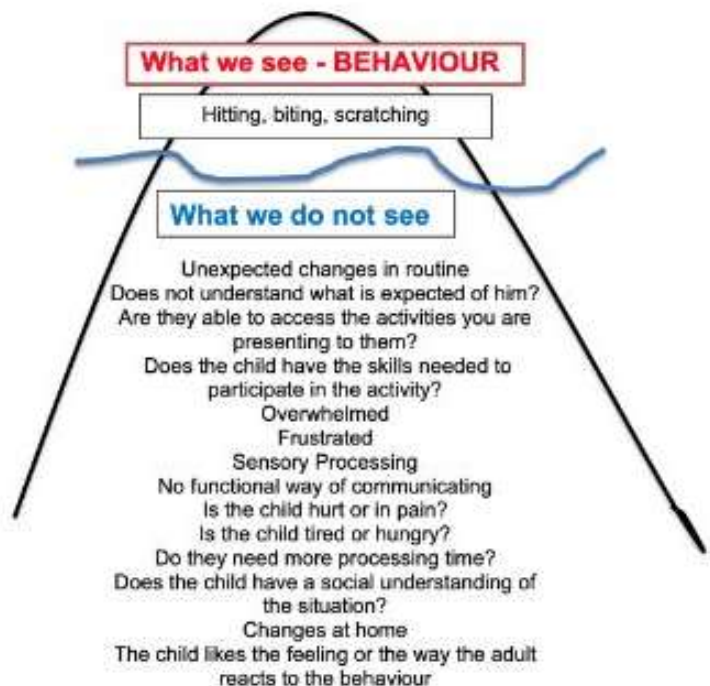 What we see - BEHAVIOUR
Hitting, biting, scratching
What we do not see
Unexpected changes in routine
Does not understand what is expected of him?
Are they able to access the activities you are
presenting to them?
Does the child have the skills needed to
participate in the activity?
Overwhelmed
Frustrated
Sensory Processing
No functional way of communicating
Is the child hurt or in pain?
Is the child tired or hungry?
Do they need more processing time?
Does the child have a social understanding of
the situation?
Changes at home
The child likes the feeling or the way the adult
reacts to the behaviour